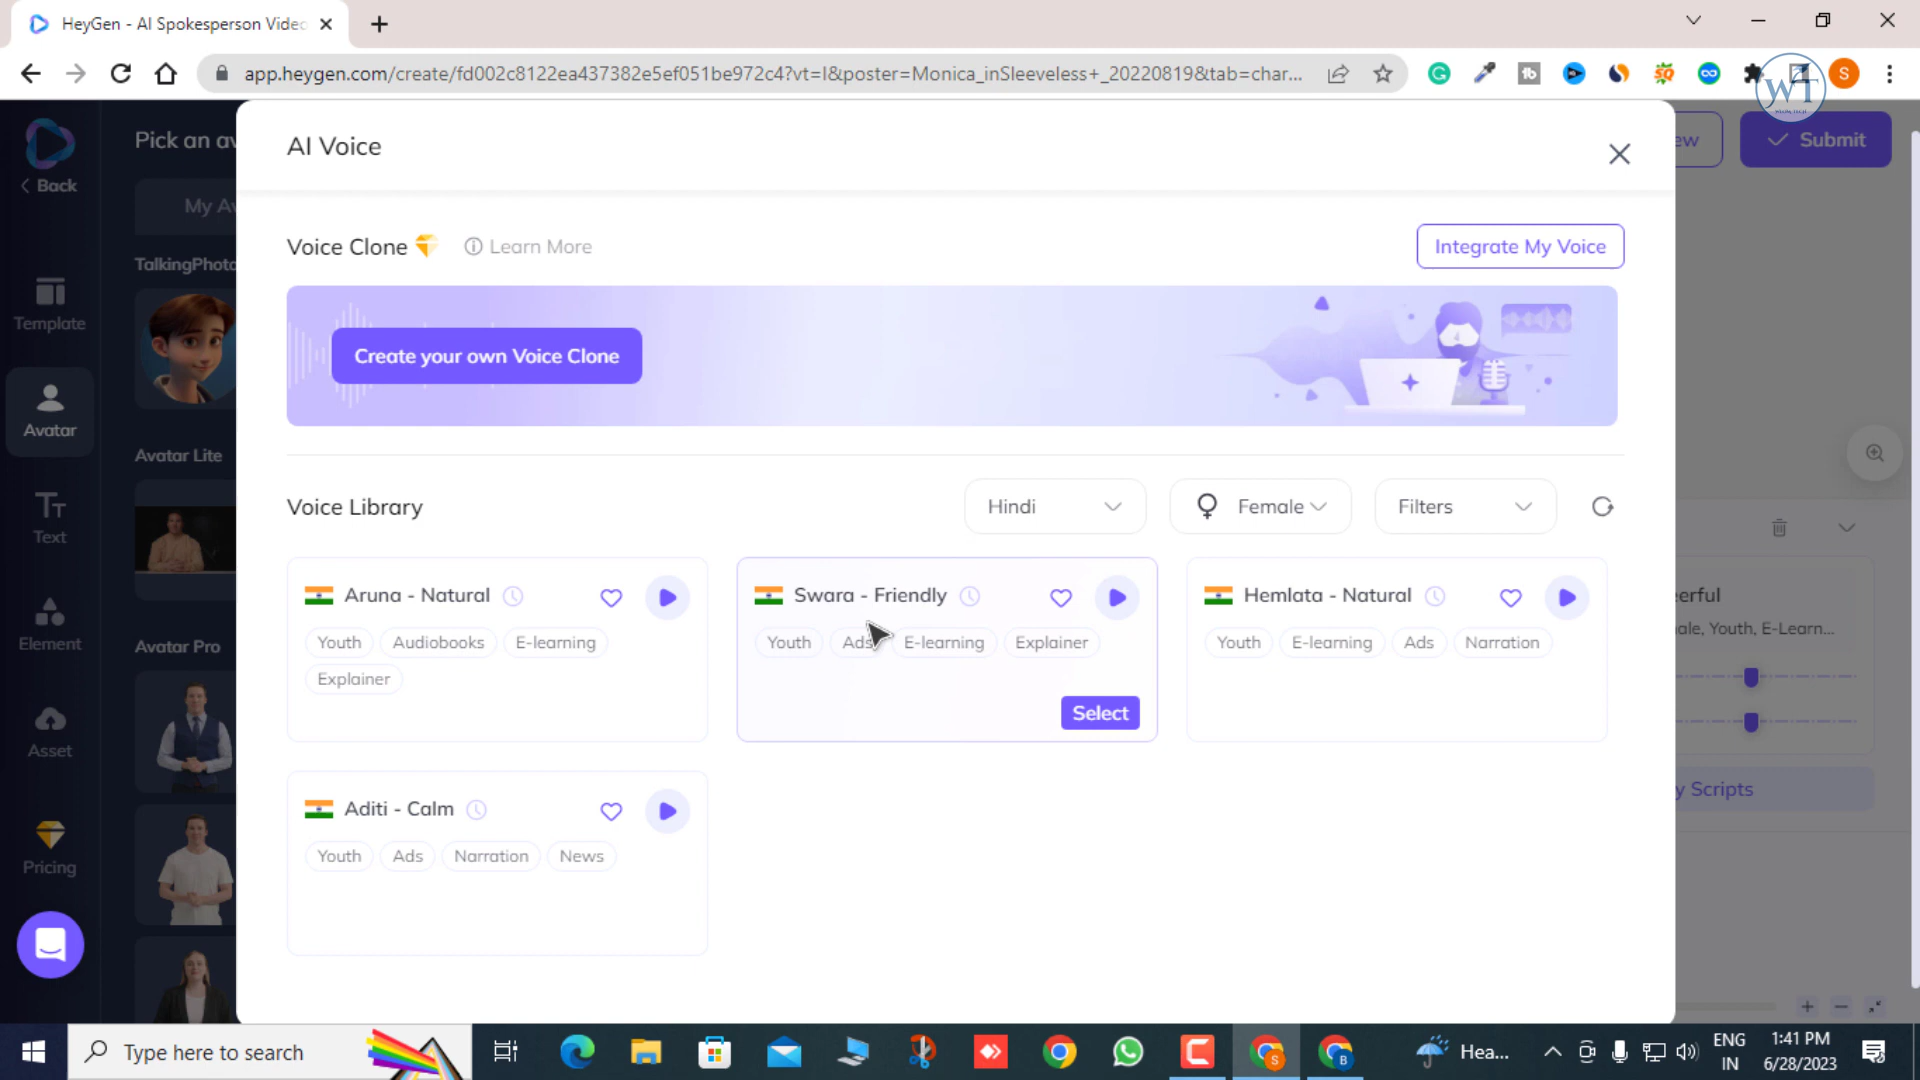 HeyGen - AI Spokesperson Video
app.heygen.com/create/fd002c8122ea437382e5ef051be972c4?vt=l&poster=Monica_inSleeveless+_20220819&tab=char...
S
WT
Back
Pick an av
ew
Submit
My Av
TalkingPhoto
Template
Avatar
Avatar Lite
Text
Element
Avatar Pro
Asset
Pricing
AI Voice
Voice Clone
Learn More
Integrate My Voice
Create your own Voice Clone
Voice Library
Hindi
Female
Filters
Aruna - Natural
Youth
Audiobooks
E-learning
Explainer
Swara - Friendly
Youth
Ads
E-learning
Explainer
Select
Hemlata - Natural
Youth
E-learning
Ads
Narration
Aditi - Calm
Youth
Ads
Narration
News
eerful
nale, Youth, E-Learn...
y Scripts
Type here to search
S
B
Hea...
ENG
IN
1:41 PM
6/28/2023